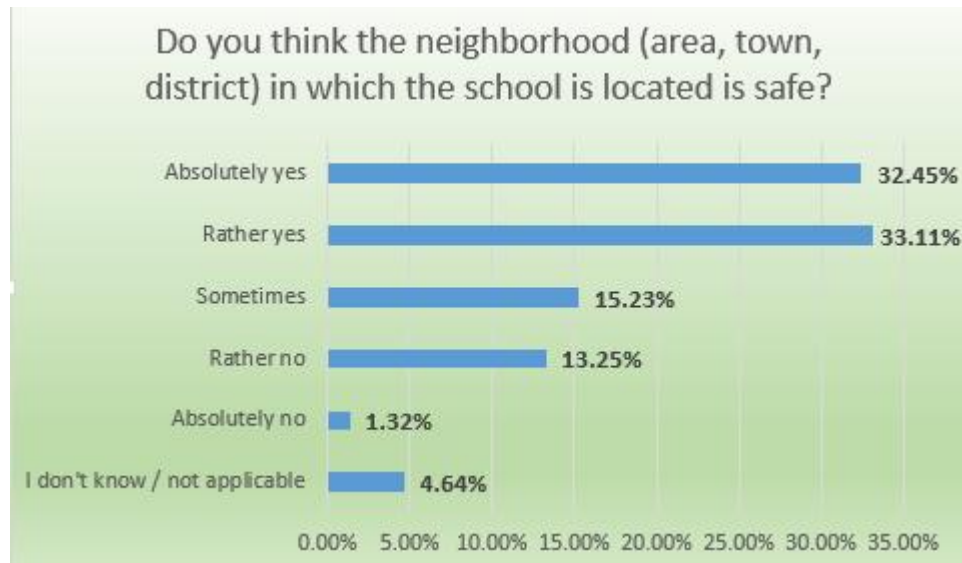 Do you think the neighborhood (area, town,
district) in which the school is located is safe?
Absolutely yes 32.45%
Rather yes 33.11%
Sometimes 15.23%
Rather no 13.25%
Absolutely no 1.32%
I don't know / not applicable 4.64%
0.00% 5.00% 10.00% 15.00% 20.00% 25.00% 30.00% 35.00%